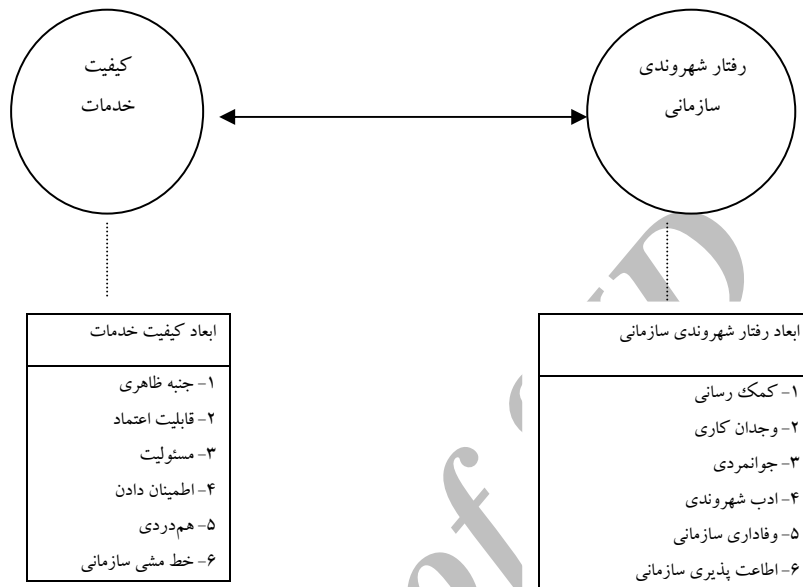 رفتار شهروندی
سازمانی
کیفیت
خدمات
ابعاد رفتار شهروندی سازمانی
۱- کمک رسانی
۲- وجدان کاری
۳- جوانمردی
۴- ادب شهروندی
۵- وفاداری سازمانی
۶- اطاعت پذیری سازمانی
ابعاد کیفیت خدمات
۱- جنبه ظاهری
۲- قابلیت اعتماد
۳- مسئولیت
۴- اطمینان دادن
۵- هم‌دردی
۶- خط مشی سازمانی